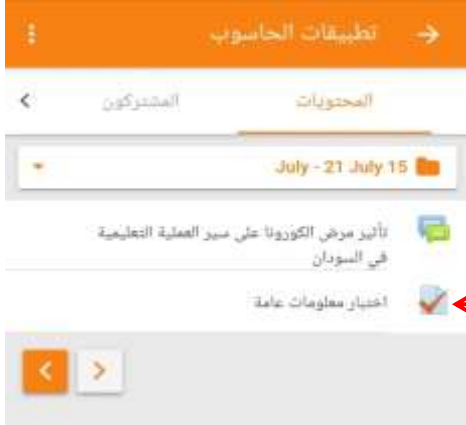 تطبيقات الحاسوب
المحتويات
المشتركون
15 July - 21 July
تأثير مرض الكورونا على سير العملية التعليمية
في السودان
اختبار معلومات عامة